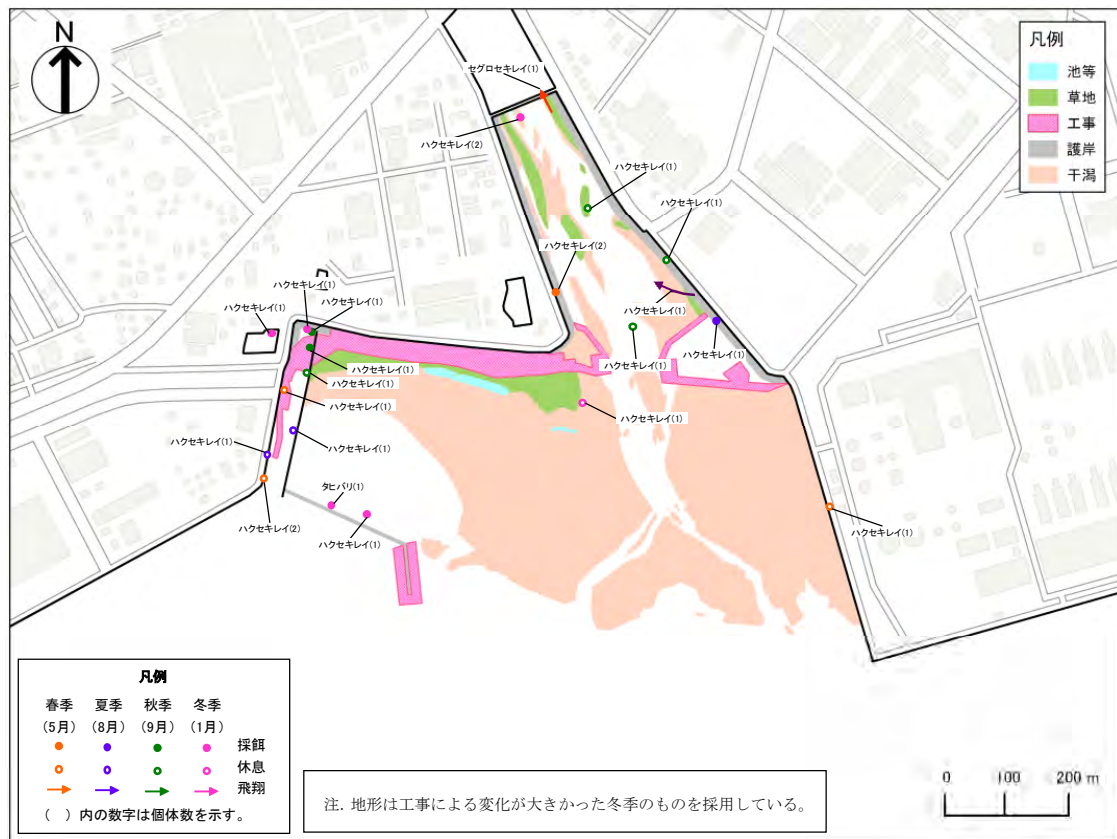 N
凡例
池等
草地
工事
護岸
干潟
セグロセキレイ(1)
ハクセキレイ(2)
ハクセキレイ(1)
ハクセキレイ(1)
ハクセキレイ(2)
ハクセキレイ(1)
ハクセキレイ(1)
ハクセキレイ(1)
ハクセキレイ(1)
ハクセキレイ(1)
ハクセキレイ(1)
ハクセキレイ(1)
ハクセキレイ(1)
ハクセキレイ(1)
ハクセキレイ(1)
ハクセキレイ(1)
ハクセキレイ(1)
タヒバリ(1)
ハクセキレイ(2)
ハクセキレイ(1)
ハクセキレイ(1)
凡例
春季 夏季 秋季 冬季
(5月) (8月) (9月) (1月)
採餌
休息
飛翔
( ) 内の数字は個体数を示す。
注. 地形は工事による変化が大きかった冬季のものを採用している。
0 100 200 m